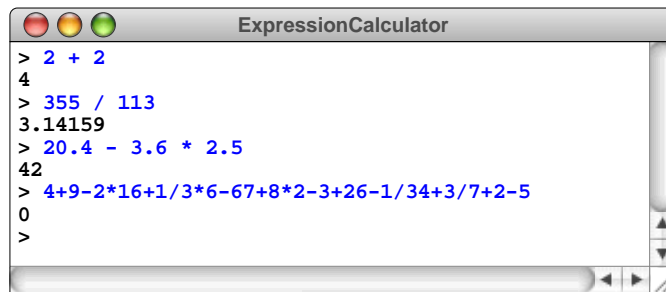 ExpressionCalculator
> 2 + 2
4
> 355 / 113
3.14159
> 20.4 - 3.6 * 2.5
42
> 4+9-2*16+1/3*6-67+8*2-3+26-1/34+3/7+2-5
0
>